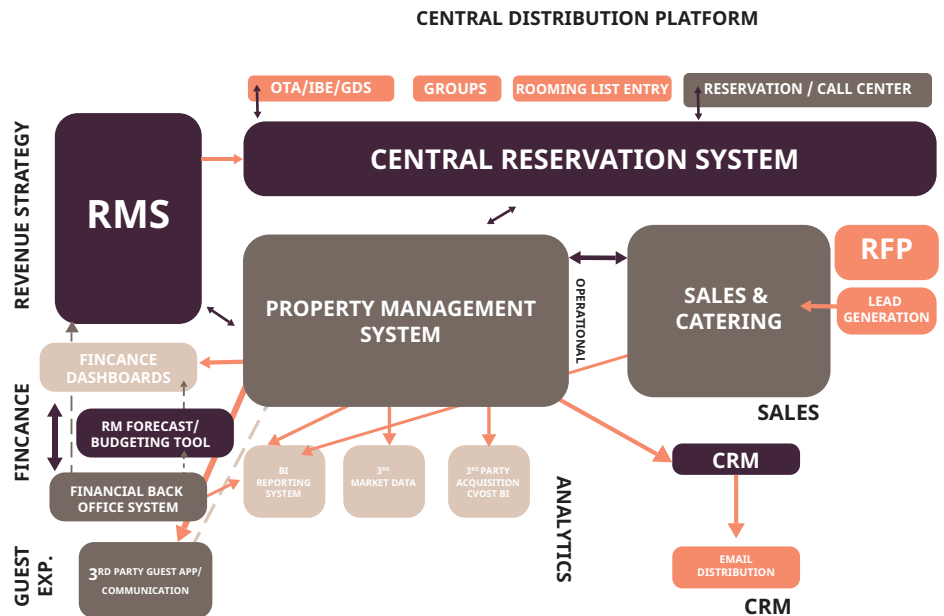 CENTRAL DISTRIBUTION PLATFORM
OTA/IBE/GDS
GROUPS
ROOMING LIST ENTRY
RESERVATION / CALL CENTER
REVENUE STRATEGY
RMS
CENTRAL RESERVATION SYSTEM
PROPERTY MANAGEMENT
SYSTEM
OPERATIONAL
SALES &
CATERING
RFP
LEAD
GENERATION
FINCANCE
DASHBOARDS
SALES
FINCANCE
RM FORECAST/
BUDGETING TOOL
FINANCIAL BACK
OFFICE SYSTEM
BI
REPORTING
SYSTEM
3RD
MARKET DATA
3RD PARTY
ACQUISITION
CVOST BI
ANALYTICS
CRM
GUEST
EXP.
3RD PARTY GUEST APP/
COMMUNICATION
EMAIL
DISTRIBUTION
CRM